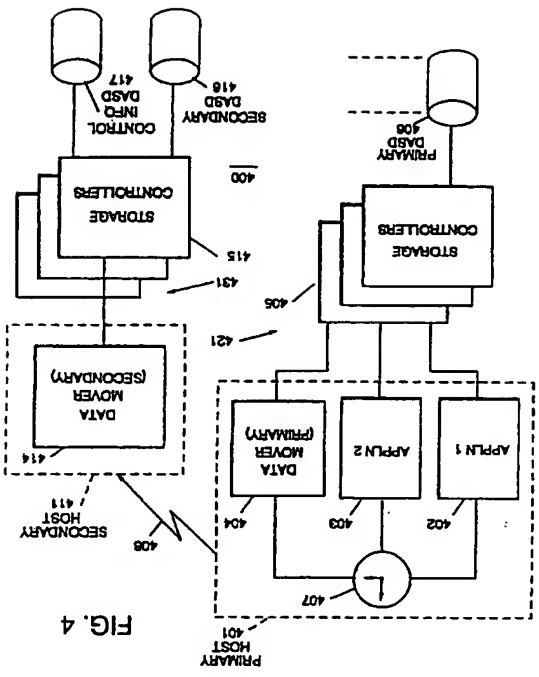 PRIMARY
HOST
401
FIG. 4
407
408
SECONDARY
HOST
411
402
403
404
414
APPLN 1
APPLN 2
DATA
MOVER
(PRIMARY)
DATA
MOVER
(SECONDARY)
421
405
431
415
STORAGE
CONTROLLERS
STORAGE
CONTROLLERS
400
PRIMARY
DASD
406
SECONDARY
DASD
416
CONTROL
INFO
DASD
417